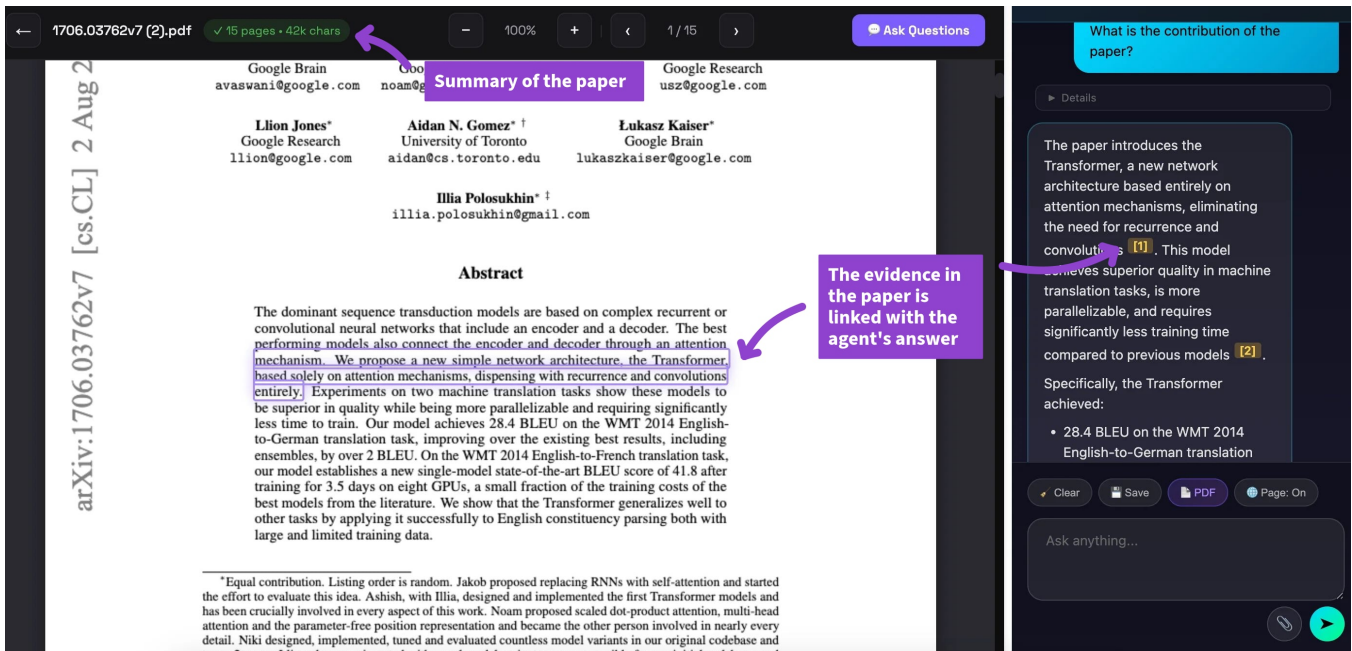 ←
1706.03762v7 (2).pdf
✓ 15 pages • 42k chars
−
100%
+
‹
1 / 15
›
💬 Ask Questions
Summary of the paper
arXiv:1706.03762v7 [cs.CL] 2 Aug 2
Google Brain
avaswani@google.com
Google Research
usz@google.com
Llion Jones*
Google Research
llion@google.com
Aidan N. Gomez* †
University of Toronto
aidan@cs.toronto.edu
Łukasz Kaiser*
Google Brain
lukaszkaiser@google.com
Illia Polosukhin* ‡
illia.polosukhin@gmail.com
Abstract
The dominant sequence transduction models are based on complex recurrent or
convolutional neural networks that include an encoder and a decoder. The best
performing models also connect the encoder and decoder through an attention
mechanism. We propose a new simple network architecture, the Transformer,
based solely on attention mechanisms, dispensing with recurrence and convolutions
entirely. Experiments on two machine translation tasks show these models to
be superior in quality while being more parallelizable and requiring significantly
less time to train. Our model achieves 28.4 BLEU on the WMT 2014 English-
to-German translation task, improving over the existing best results, including
ensembles, by over 2 BLEU. On the WMT 2014 English-to-French translation task,
our model establishes a new single-model state-of-the-art BLEU score of 41.8 after
training for 3.5 days on eight GPUs, a small fraction of the training costs of the
best models from the literature. We show that the Transformer generalizes well to
other tasks by applying it successfully to English constituency parsing both with
large and limited training data.
*Equal contribution. Listing order is random. Jakob proposed replacing RNNs with self-attention and started
the effort to evaluate this idea. Ashish, with Illia, designed and implemented the first Transformer models and
has been crucially involved in every aspect of this work. Noam proposed scaled dot-product attention, multi-head
attention and the parameter-free position representation and became the other person involved in nearly every
detail. Niki designed, implemented, tuned and evaluated countless model variants in our original codebase and
The evidence in
the paper is
linked with the
agent's answer
What is the contribution of the
paper?
▶ Details
The paper introduces the
Transformer, a new network
architecture based entirely on
attention mechanisms, eliminating
the need for recurrence and
[1] . This model
achieves superior quality in machine
translation tasks, is more
parallelizable, and requires
significantly less training time
compared to previous models [2] .
Specifically, the Transformer
achieved:
• 28.4 BLEU on the WMT 2014
English-to-German translation
Clear
Save
PDF
Page: On
Ask anything...